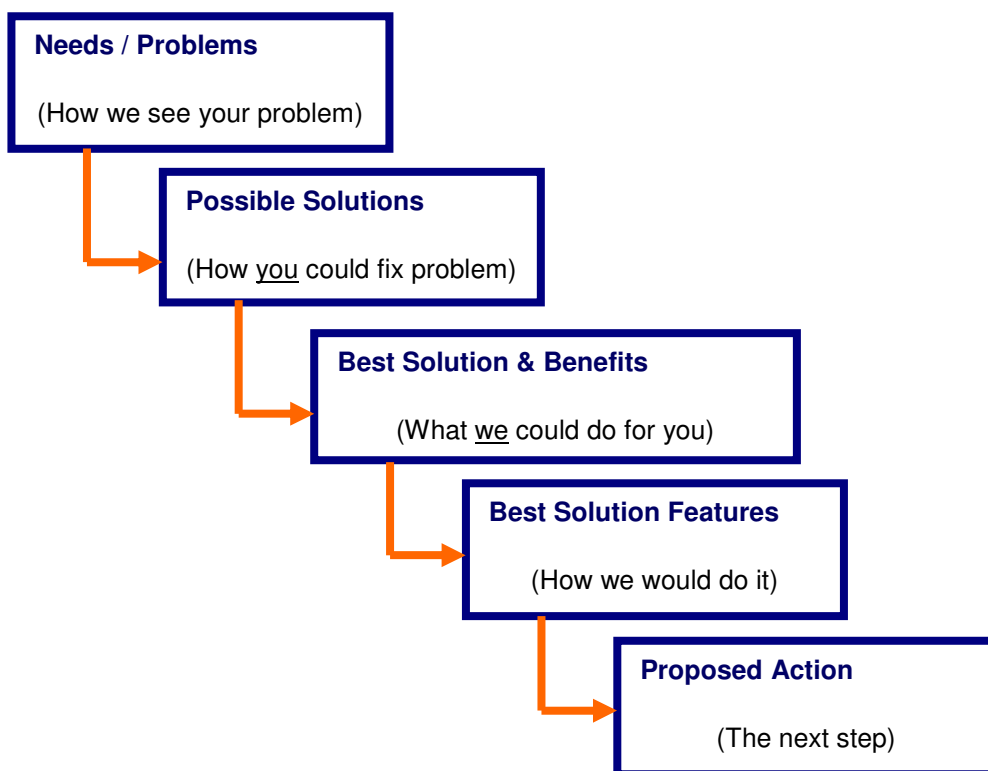 Needs / Problems
(How we see your problem)
Possible Solutions
(How you could fix problem)
Best Solution & Benefits
(What we could do for you)
Best Solution Features
(How we would do it)
Proposed Action
(The next step)